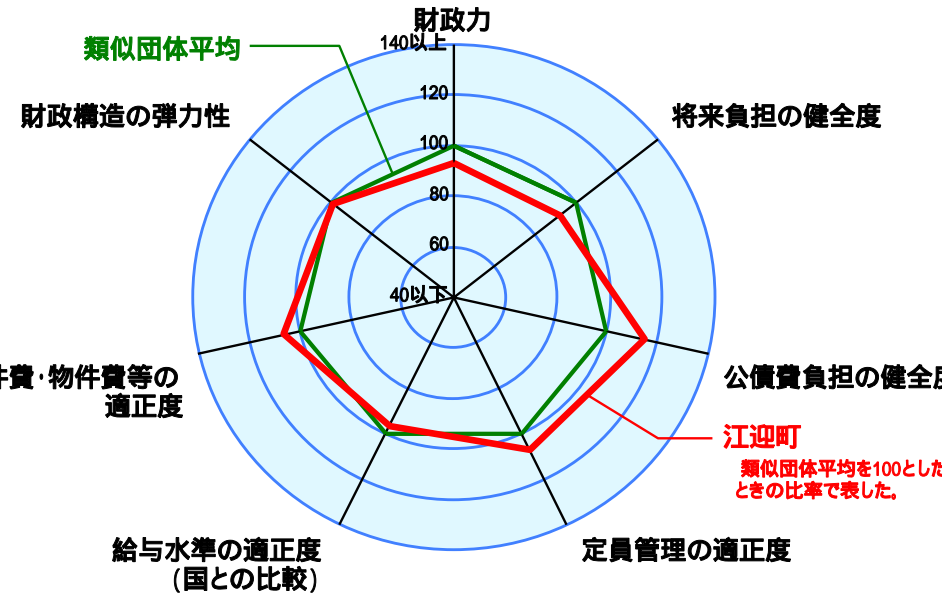 財政力
類似団体平均
140以上
120
財政構造の弾力性
将来負担の健全度
100
80
60
40以下
件費・物件費等の
適正度
公債費負担の健全度
江迎町
類似団体平均を100とした
ときの比率で表した。
給与水準の適正度
(国との比較)
定員管理の適正度